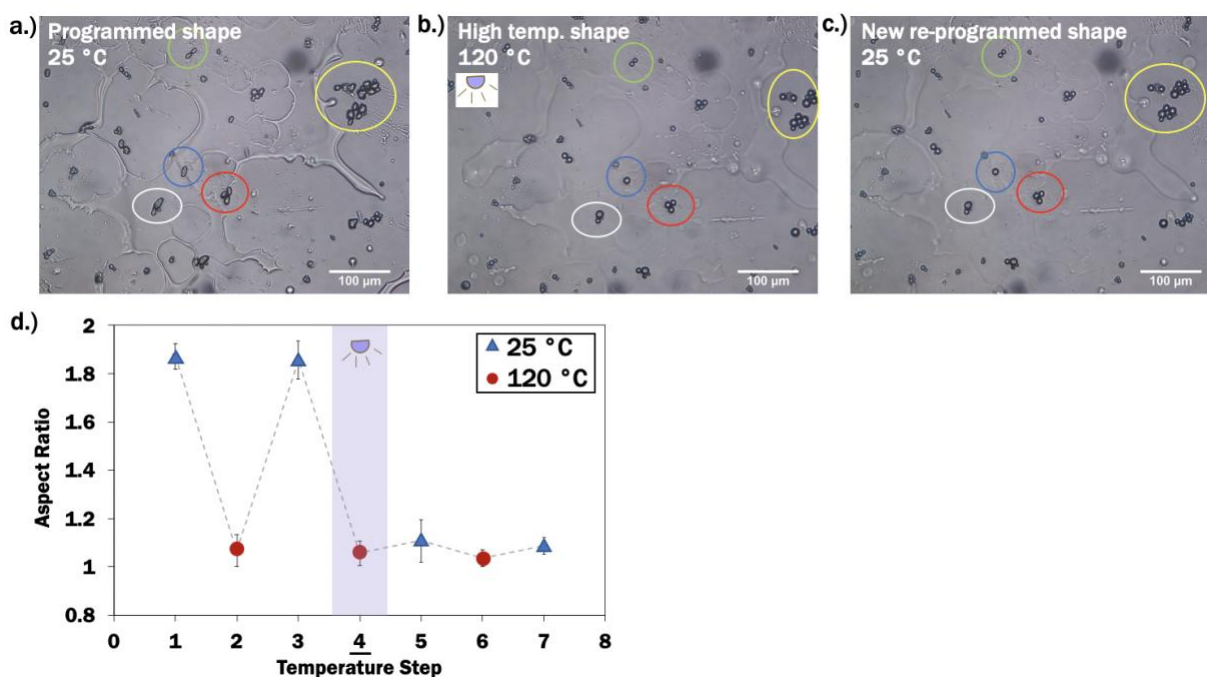 a.)
Programmed shape
25 °C
100 µm
b.)
High temp. shape
120 °C
100 µm
c.)
New re-programmed shape
25 °C
100 µm
d.)
2
1.8
1.6
1.4
1.2
1
0.8
Aspect Ratio
25 °C
120 °C
0 1 2 3 4 5 6 7 8
Temperature Step